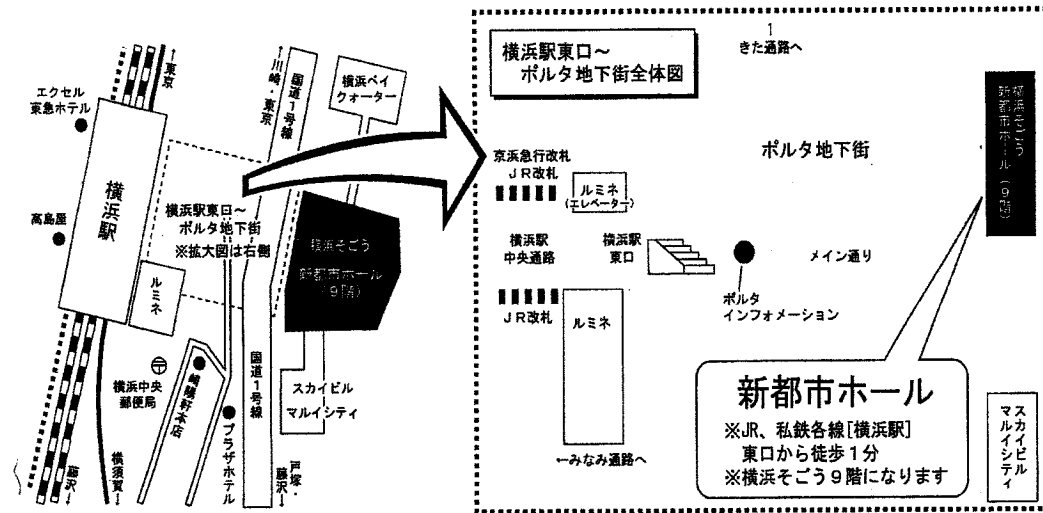 ←東京
エクセル
東急ホテル
←川崎・東京
国道1号線
横浜ベイ
クォーター
横浜駅
高島屋
横浜駅東口～
ポルタ地下街
※拡大図は右側
横浜そごう
新都市ホール
(9階)
ルミネ
横浜中央
郵便局
崎陽軒本店
プラザホテル
国道1号線
スカイビル
マルイシティ
藤沢→
横須賀→
戸塚・
藤沢→
横浜駅東口～
ポルタ地下街全体図
1
きた通路へ
横浜そごう
新都市ホール(9階)
ポルタ地下街
京浜急行改札
JR改札
ルミネ
(エレベーター)
横浜駅
中央通路
横浜駅
東口
メイン通り
ポルタ
インフォメーション
JR改札
ルミネ
←みなみ通路へ
新都市ホール
※JR、私鉄各線[横浜駅]
東口から徒歩1分
※横浜そごう9階になります
スカイビル
マルイシティ